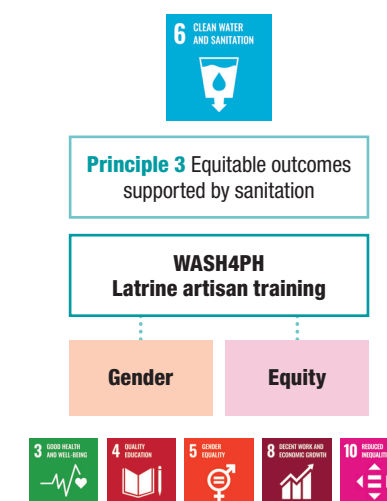 6 CLEAN WATER
AND SANITATION
Principle 3 Equitable outcomes
supported by sanitation
WASH4PH
Latrine artisan training
Gender
Equity
3 GOOD HEALTH
AND WELL-BEING
4 QUALITY
EDUCATION
5 GENDER
EQUALITY
8 DECENT WORK AND
ECONOMIC GROWTH
10 REDUCED